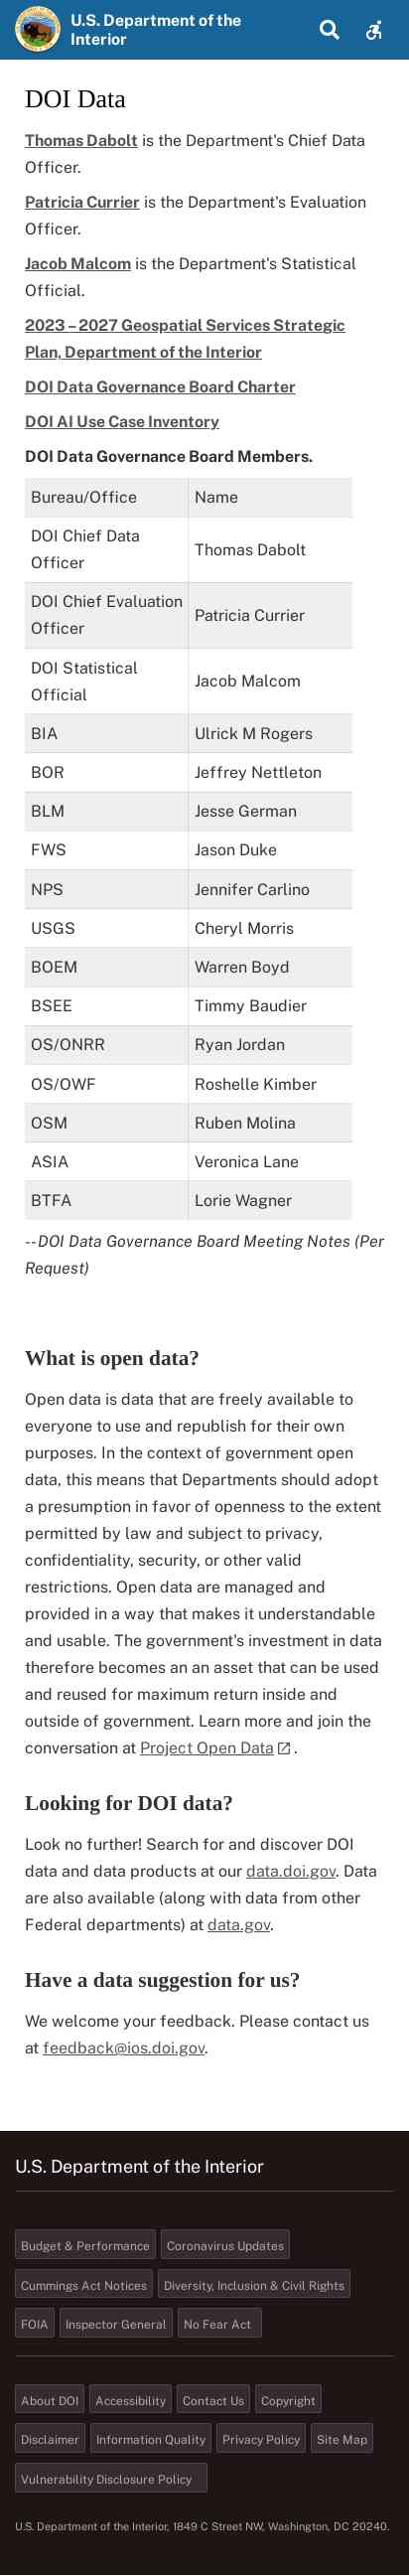 U.S. Department of the
Interior
DOI Data
Thomas Dabolt is the Department's Chief Data
Officer.
Patricia Currier is the Department's Evaluation
Officer.
Jacob Malcom is the Department's Statistical
Official.
2023 – 2027 Geospatial Services Strategic
Plan, Department of the Interior
DOI Data Governance Board Charter
DOI AI Use Case Inventory
DOI Data Governance Board Members.
Bureau/Office Name
DOI Chief Data
Officer Thomas Dabolt
DOI Chief Evaluation
Officer Patricia Currier
DOI Statistical
Official Jacob Malcom
BIA Ulrick M Rogers
BOR Jeffrey Nettleton
BLM Jesse German
FWS Jason Duke
NPS Jennifer Carlino
USGS Cheryl Morris
BOEM Warren Boyd
BSEE Timmy Baudier
OS/ONRR Ryan Jordan
OS/OWF Roshelle Kimber
OSM Ruben Molina
ASIA Veronica Lane
BTFA Lorie Wagner
-- DOI Data Governance Board Meeting Notes (Per
Request)
What is open data?
Open data is data that are freely available to
everyone to use and republish for their own
purposes. In the context of government open
data, this means that Departments should adopt
a presumption in favor of openness to the extent
permitted by law and subject to privacy,
confidentiality, security, or other valid
restrictions. Open data are managed and
provided in a way that makes it understandable
and usable. The government's investment in data
therefore becomes an an asset that can be used
and reused for maximum return inside and
outside of government. Learn more and join the
conversation at Project Open Data .
Looking for DOI data?
Look no further! Search for and discover DOI
data and data products at our data.doi.gov. Data
are also available (along with data from other
Federal departments) at data.gov.
Have a data suggestion for us?
We welcome your feedback. Please contact us
at feedback@ios.doi.gov.
U.S. Department of the Interior
Budget & Performance Coronavirus Updates
Cummings Act Notices Diversity, Inclusion & Civil Rights
FOIA Inspector General No Fear Act
About DOI Accessibility Contact Us Copyright
Disclaimer Information Quality Privacy Policy Site Map
Vulnerability Disclosure Policy
U.S. Department of the Interior, 1849 C Street NW, Washington, DC 20240.